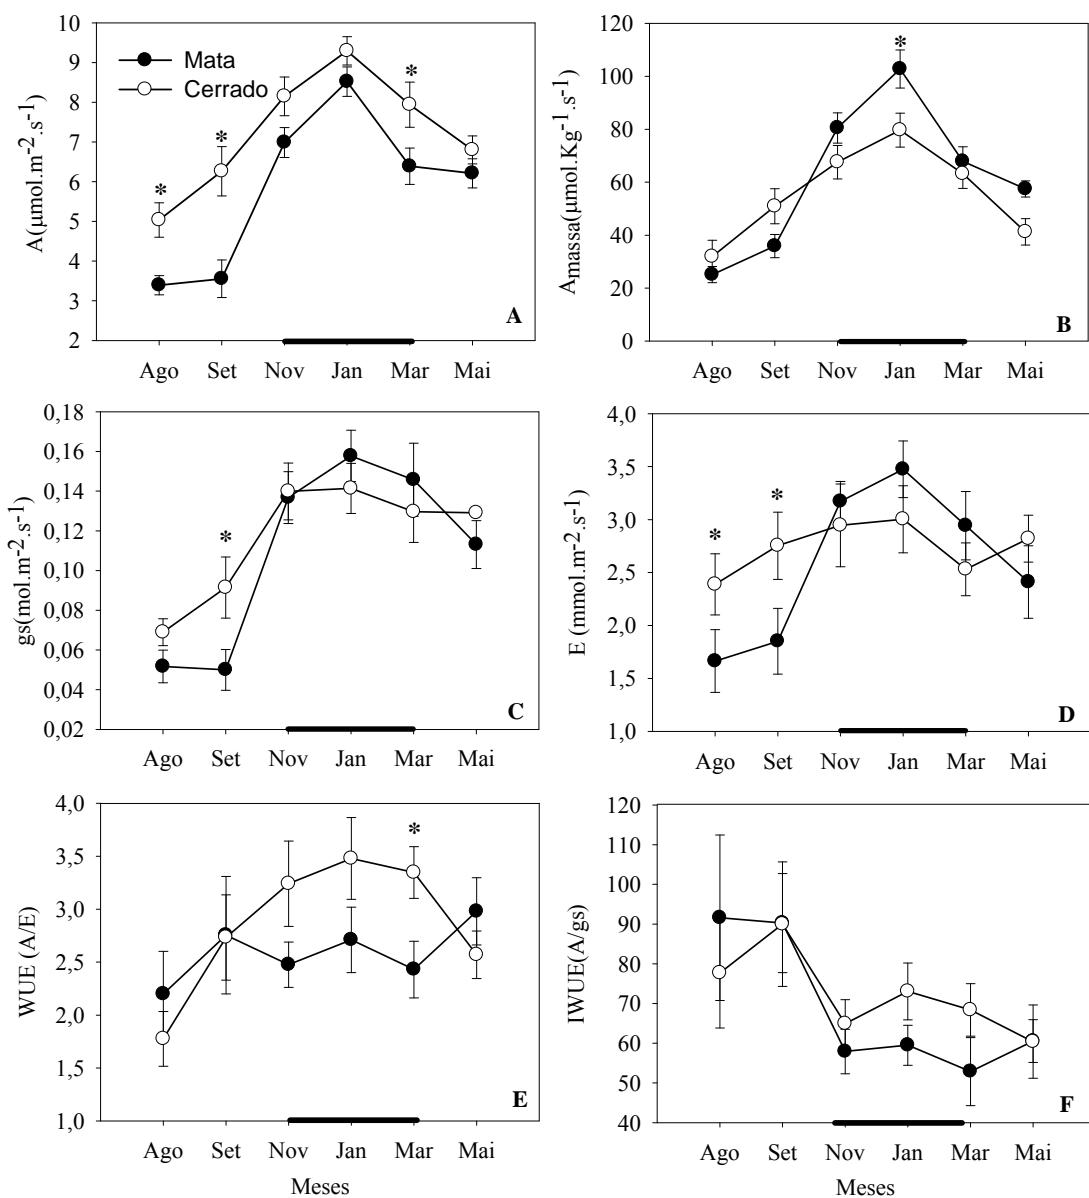 A(µmol.m⁻².s⁻¹)
10
9
8
7
6
5
4
3
2
Mata
Cerrado
*
*
*
A
Ago Set Nov Jan Mar Mai
Amassa(µmol.Kg⁻¹.s⁻¹)
120
100
80
60
40
20
0
*
B
Ago Set Nov Jan Mar Mai
gs(mol.m⁻².s⁻¹)
0,18
0,16
0,14
0,12
0,10
0,08
0,06
0,04
0,02
*
C
Ago Set Nov Jan Mar Mai
E (mmol.m⁻².s⁻¹)
4,0
3,5
3,0
2,5
2,0
1,5
1,0
*
*
D
Ago Set Nov Jan Mar Mai
WUE (A/E)
4,0
3,5
3,0
2,5
2,0
1,5
1,0
*
E
Ago Set Nov Jan Mar Mai
Meses
IWUE(A/gs)
120
110
100
90
80
70
60
50
40
F
Ago Set Nov Jan Mar Mai
Meses